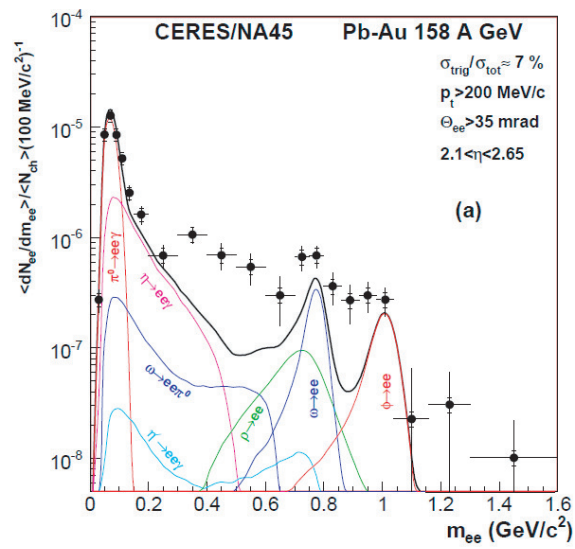 CERES/NA45 Pb-Au 158 A GeV
σtrig/σtot ≈ 7 %
pt>200 MeV/c
Θee>35 mrad
2.1<η<2.65
(a)
<dNee/dmee>/<Nch>(100 MeV/c²)⁻¹
10⁻⁴
10⁻⁵
10⁻⁶
10⁻⁷
10⁻⁸
π⁰→eeγ
η→eeγ
ω→eeπ⁰
η'→eeγ
ρ→ee
ω→ee
ϕ→ee
0 0.2 0.4 0.6 0.8 1 1.2 1.4 1.6
mee (GeV/c²)